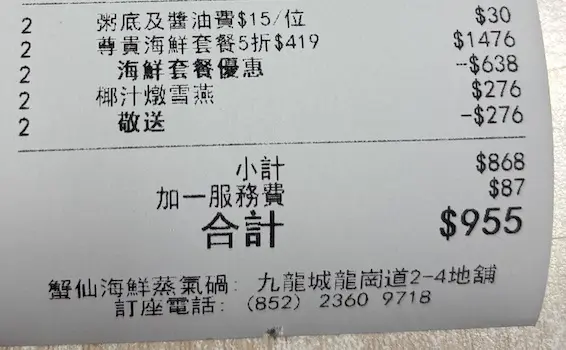 2 粥底及醬油費$15/位 $30
2 尊貴海鮮套餐5折$419 $1476
2 海鮮套餐優惠 -$638
2 椰汁燉雪燕 $276
2 敬送 -$276
小計 $868
加一服務費 $87
合計 $955
蟹仙海鮮蒸氣鍋: 九龍城龍崗道2-4地舖
訂座電話: (852) 2360 9718